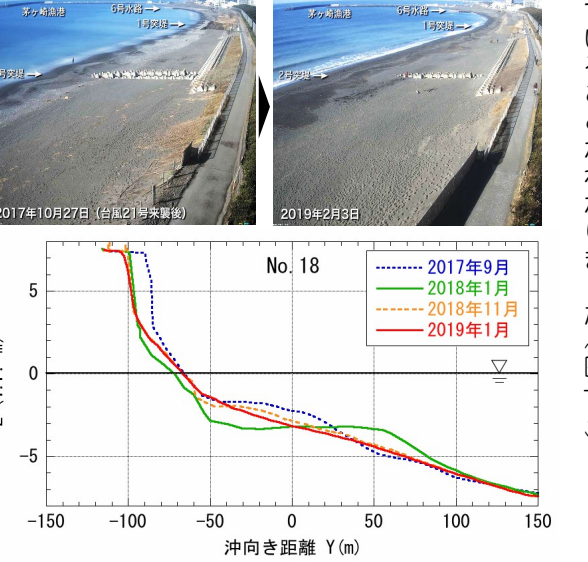 茅ヶ崎漁港
6号水路→
1号突堤→
号突堤→
2017年10月27日（台風21号来襲後）
茅ヶ崎漁港
6号水路→
1号突堤→
2号突堤→
2019年2月3日
No.18
2017年9月
2018年1月
2018年11月
2019年1月
5
0
-5
-150 -100 -50 0 50 100 150
沖向き距離 Y(m)